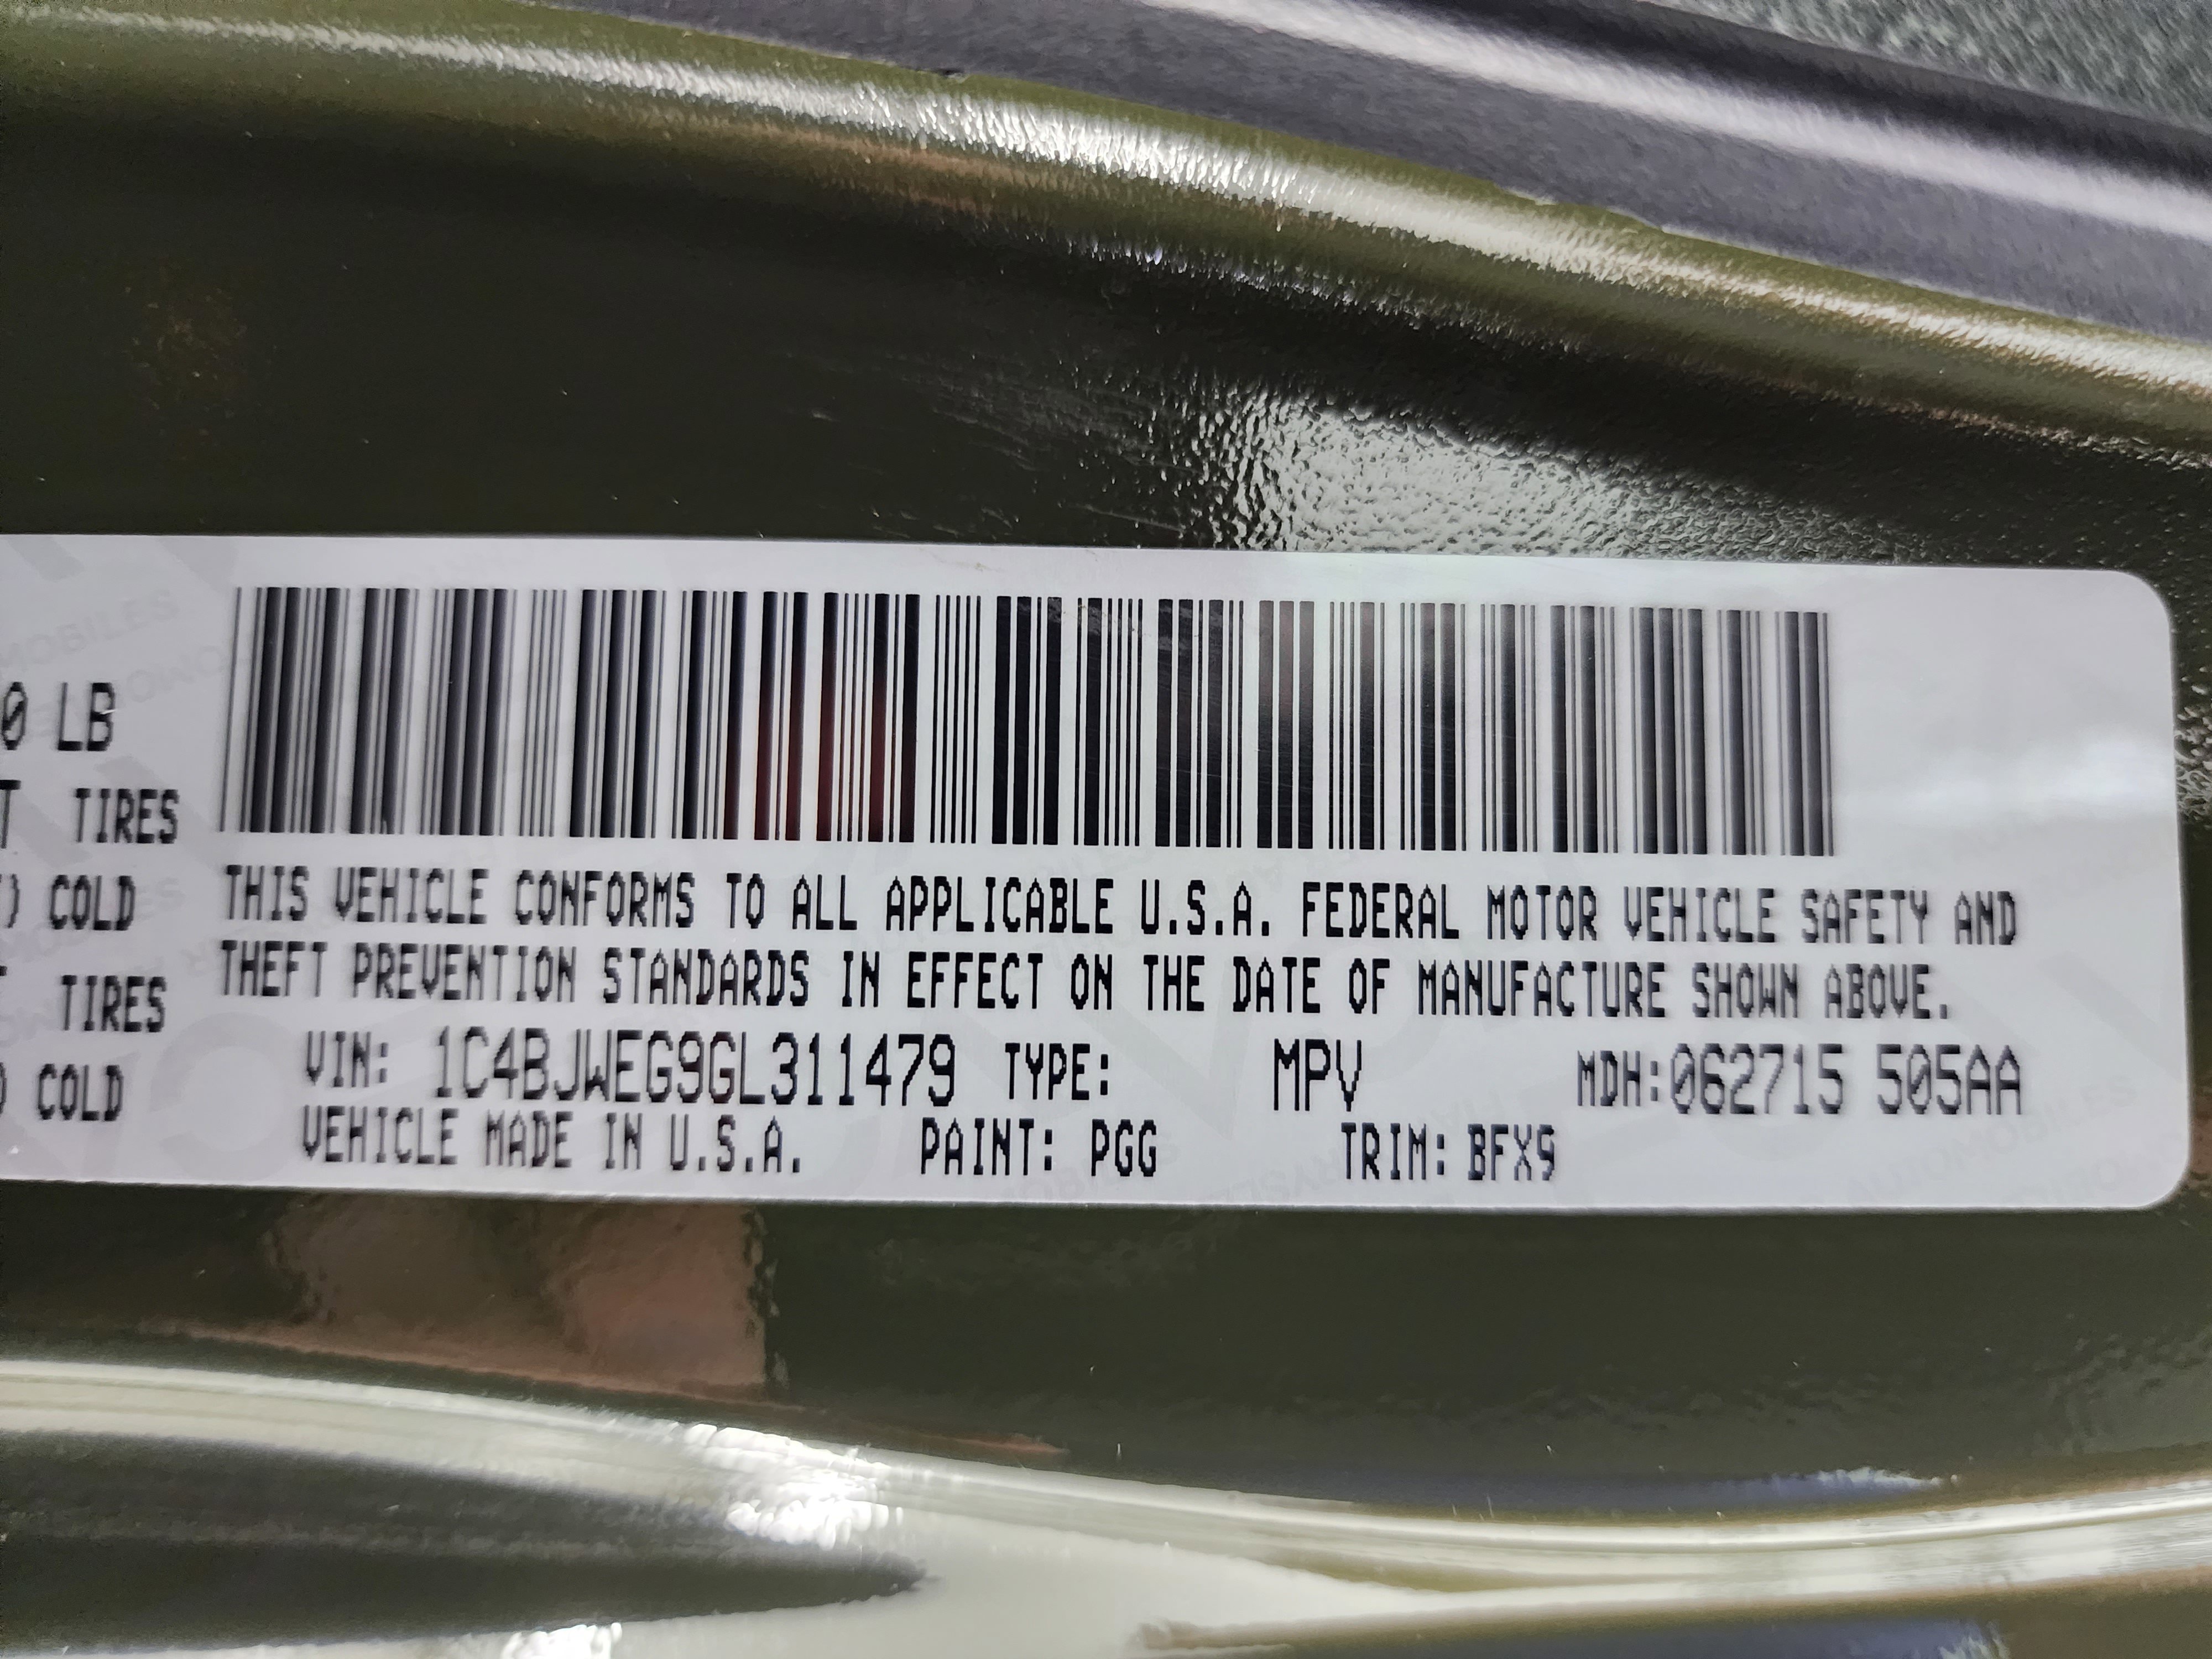 0 LB
T TIRES
) COLD
TIRES
) COLD
THIS VEHICLE CONFORMS TO ALL APPLICABLE U.S.A. FEDERAL MOTOR VEHICLE SAFETY AND
THEFT PREVENTION STANDARDS IN EFFECT ON THE DATE OF MANUFACTURE SHOWN ABOVE.
VIN: 1C4BJWEG9GL311479 TYPE: MPV MDH:062715 505AA
VEHICLE MADE IN U.S.A. PAINT: PGG TRIM: BFX9